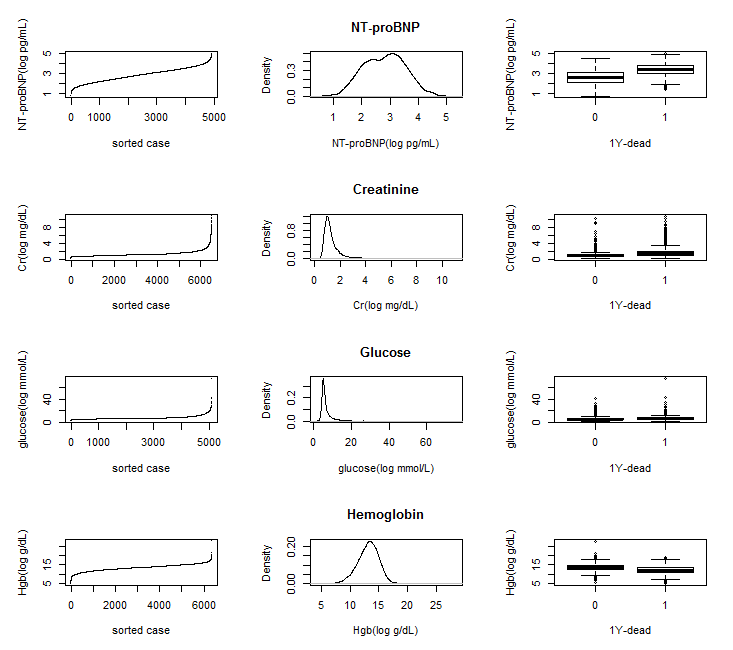 NT-proBNP
NT-proBNP(log pg/mL)
1 3 5
0 1000 3000 5000
sorted case
Density
0.0 0.3
1 2 3 4 5
NT-proBNP(log pg/mL)
NT-proBNP(log pg/mL)
1 3 5
0 1
1Y-dead
Creatinine
Cr(log mg/dL)
0 4 8
0 2000 4000 6000
sorted case
Density
0.0 0.8
0 2 4 6 8 10
Cr(log mg/dL)
Cr(log mg/dL)
0 4 8
0 1
1Y-dead
Glucose
glucose(log mmol/L)
0 40
0 1000 3000 5000
sorted case
Density
0.0 0.2
0 20 40 60
glucose(log mmol/L)
glucose(log mmol/L)
0 40
0 1
1Y-dead
Hemoglobin
Hgb(log g/dL)
5 15
0 2000 4000 6000
sorted case
Density
0.00 0.20
5 10 15 20 25
Hgb(log g/dL)
Hgb(log g/dL)
5 15
0 1
1Y-dead